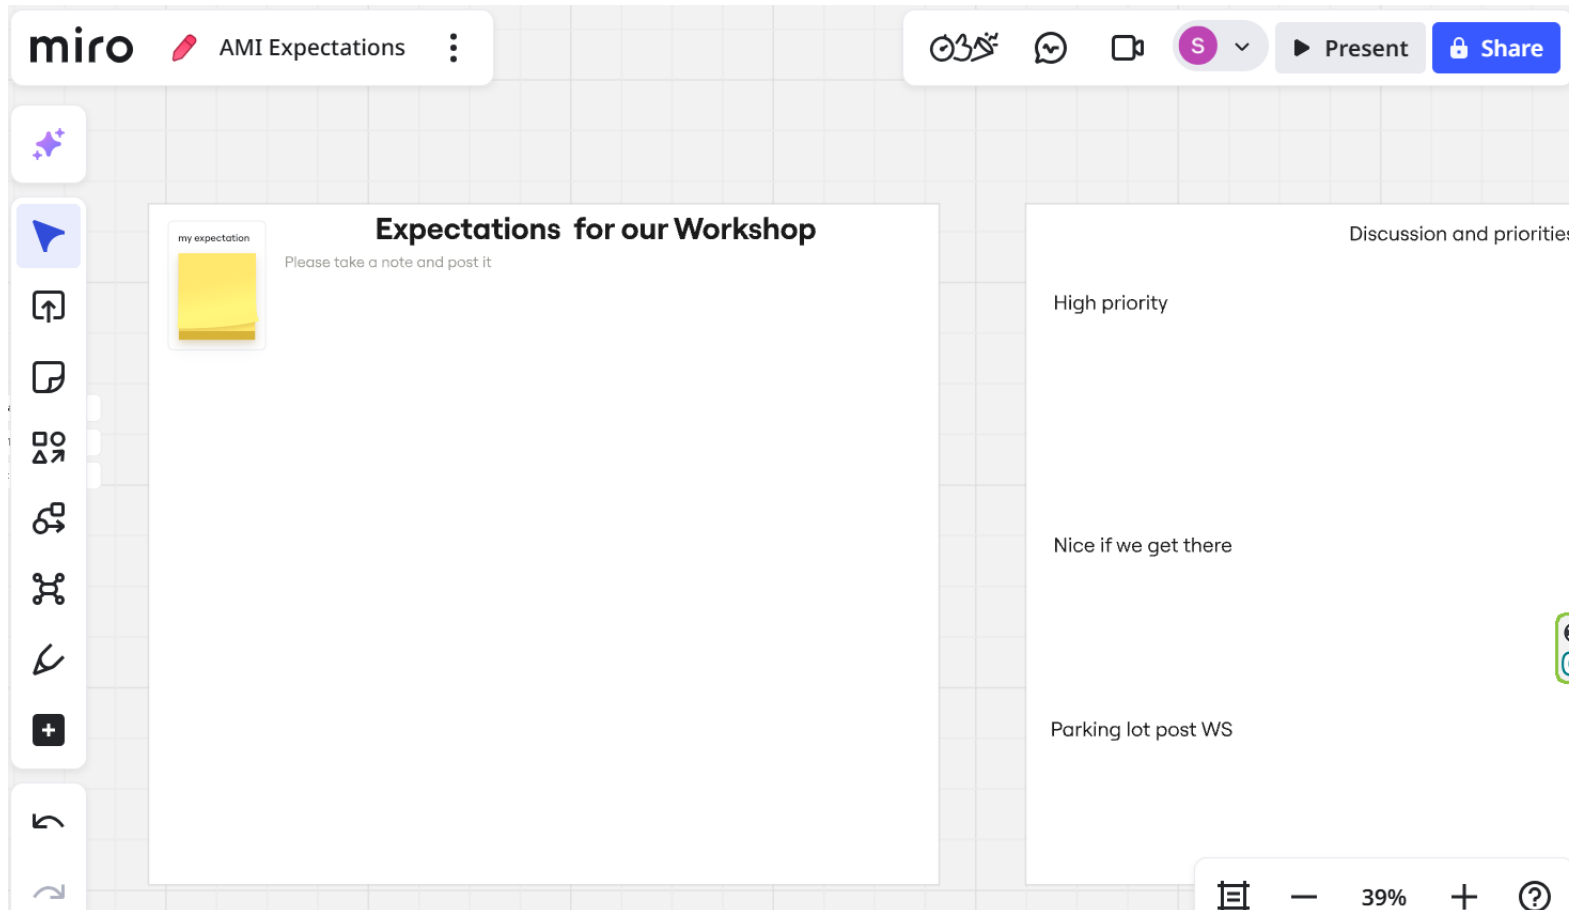 miro
AMI Expectations
S
Present
Share
my expectation
Expectations for our Workshop
Please take a note and post it
Discussion and priorities
High priority
Nice if we get there
Parking lot post WS
39%